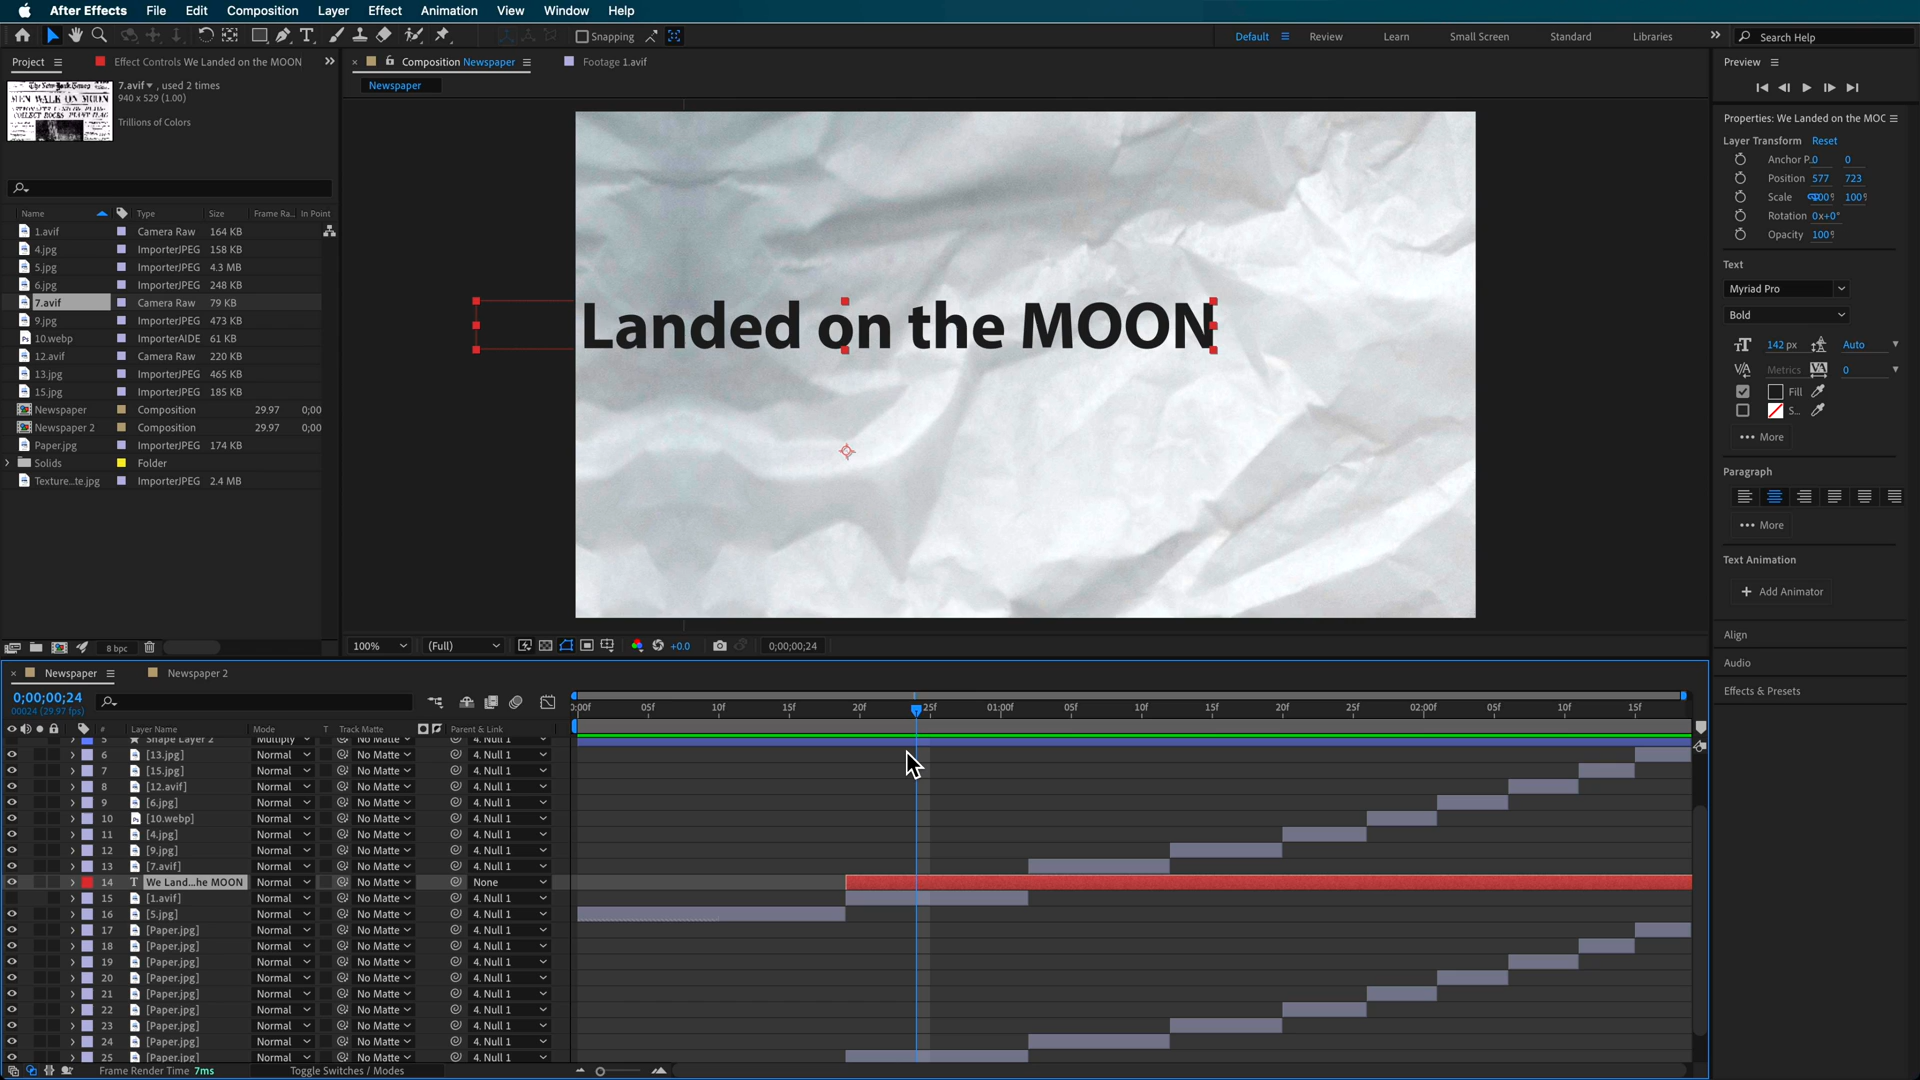 After Effects File Edit Composition Layer Effect Animation View Window Help
Snapping
Default Review Learn Small Screen Standard Libraries
Search Help
Project
Effect Controls We Landed on the MOON
Composition Newspaper
Footage 1.avif
Newspaper
7.avif , used 2 times
940 x 529 (1.00)
Trillions of Colors
The New York Times
MEN WALK ON MOON
COLLECT ROCKS, PLANT FLAG
Name Type Size Frame Ra... In Point
1.avif Camera Raw 164 KB
4.jpg ImporterJPEG 158 KB
5.jpg ImporterJPEG 4.3 MB
6.jpg ImporterJPEG 248 KB
7.avif Camera Raw 79 KB
9.jpg ImporterJPEG 473 KB
10.webp ImporterAIDE 61 KB
12.avif Camera Raw 220 KB
13.jpg ImporterJPEG 465 KB
15.jpg ImporterJPEG 185 KB
Newspaper Composition 29.97 0;00
Newspaper 2 Composition 29.97 0;00
Paper.jpg ImporterJPEG 174 KB
Solids Folder
Texture...te.jpg ImporterJPEG 2.4 MB
8 bpc
Landed on the MOON
100% (Full) +0.0 0;00;00;24
Preview
Properties: We Landed on the MOC
Layer Transform Reset
Anchor P. 0 0
Position 577 723
Scale 100% 100%
Rotation 0x+0°
Opacity 100%
Text
Myriad Pro
Bold
142 px Auto
Metrics 0
Fill
S...
••• More
Paragraph
••• More
Text Animation
+ Add Animator
Align
Audio
Effects & Presets
Newspaper
Newspaper 2
0;00;00;24
00024 (29.97 fps)
0:00f 05f 10f 15f 20f 25f 01:00f 05f 10f 15f 20f 25f 02:00f 05f 10f 15f
# Layer Name Mode T Track Matte Parent & Link
5 Shape Layer 2 Multiply No Matte 4. Null 1
6 [13.jpg] Normal No Matte 4. Null 1
7 [15.jpg] Normal No Matte 4. Null 1
8 [12.avif] Normal No Matte 4. Null 1
9 [6.jpg] Normal No Matte 4. Null 1
10 [10.webp] Normal No Matte 4. Null 1
11 [4.jpg] Normal No Matte 4. Null 1
12 [9.jpg] Normal No Matte 4. Null 1
13 [7.avif] Normal No Matte 4. Null 1
14 T We Land...he MOON Normal No Matte None
15 [1.avif] Normal No Matte 4. Null 1
16 [5.jpg] Normal No Matte 4. Null 1
17 [Paper.jpg] Normal No Matte 4. Null 1
18 [Paper.jpg] Normal No Matte 4. Null 1
19 [Paper.jpg] Normal No Matte 4. Null 1
20 [Paper.jpg] Normal No Matte 4. Null 1
21 [Paper.jpg] Normal No Matte 4. Null 1
22 [Paper.jpg] Normal No Matte 4. Null 1
23 [Paper.jpg] Normal No Matte 4. Null 1
24 [Paper.jpg] Normal No Matte 4. Null 1
25 [Paper.jpg] Normal No Matte 4. Null 1
Frame Render Time 7ms
Toggle Switches / Modes